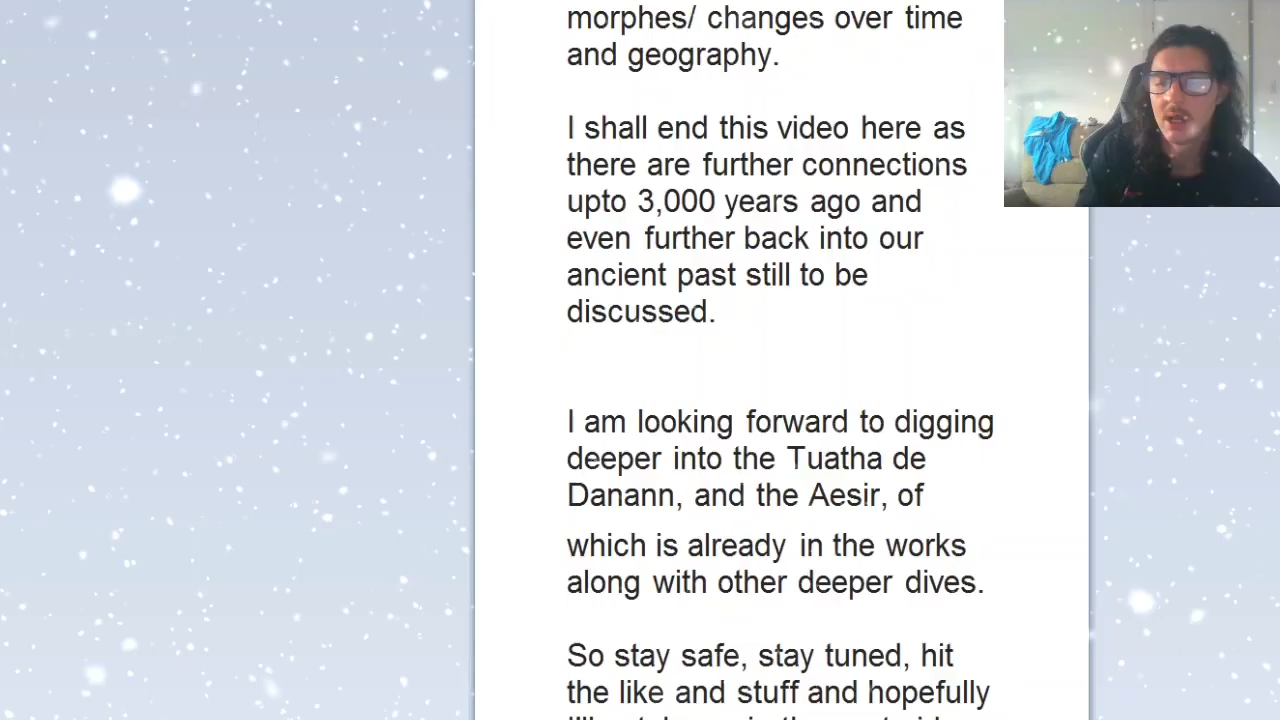 morphes/ changes over time
and geography.
I shall end this video here as
there are further connections
upto 3,000 years ago and
even further back into our
ancient past still to be
discussed.
I am looking forward to digging
deeper into the Tuatha de
Danann, and the Aesir, of
which is already in the works
along with other deeper dives.
So stay safe, stay tuned, hit
the like and stuff and hopefully